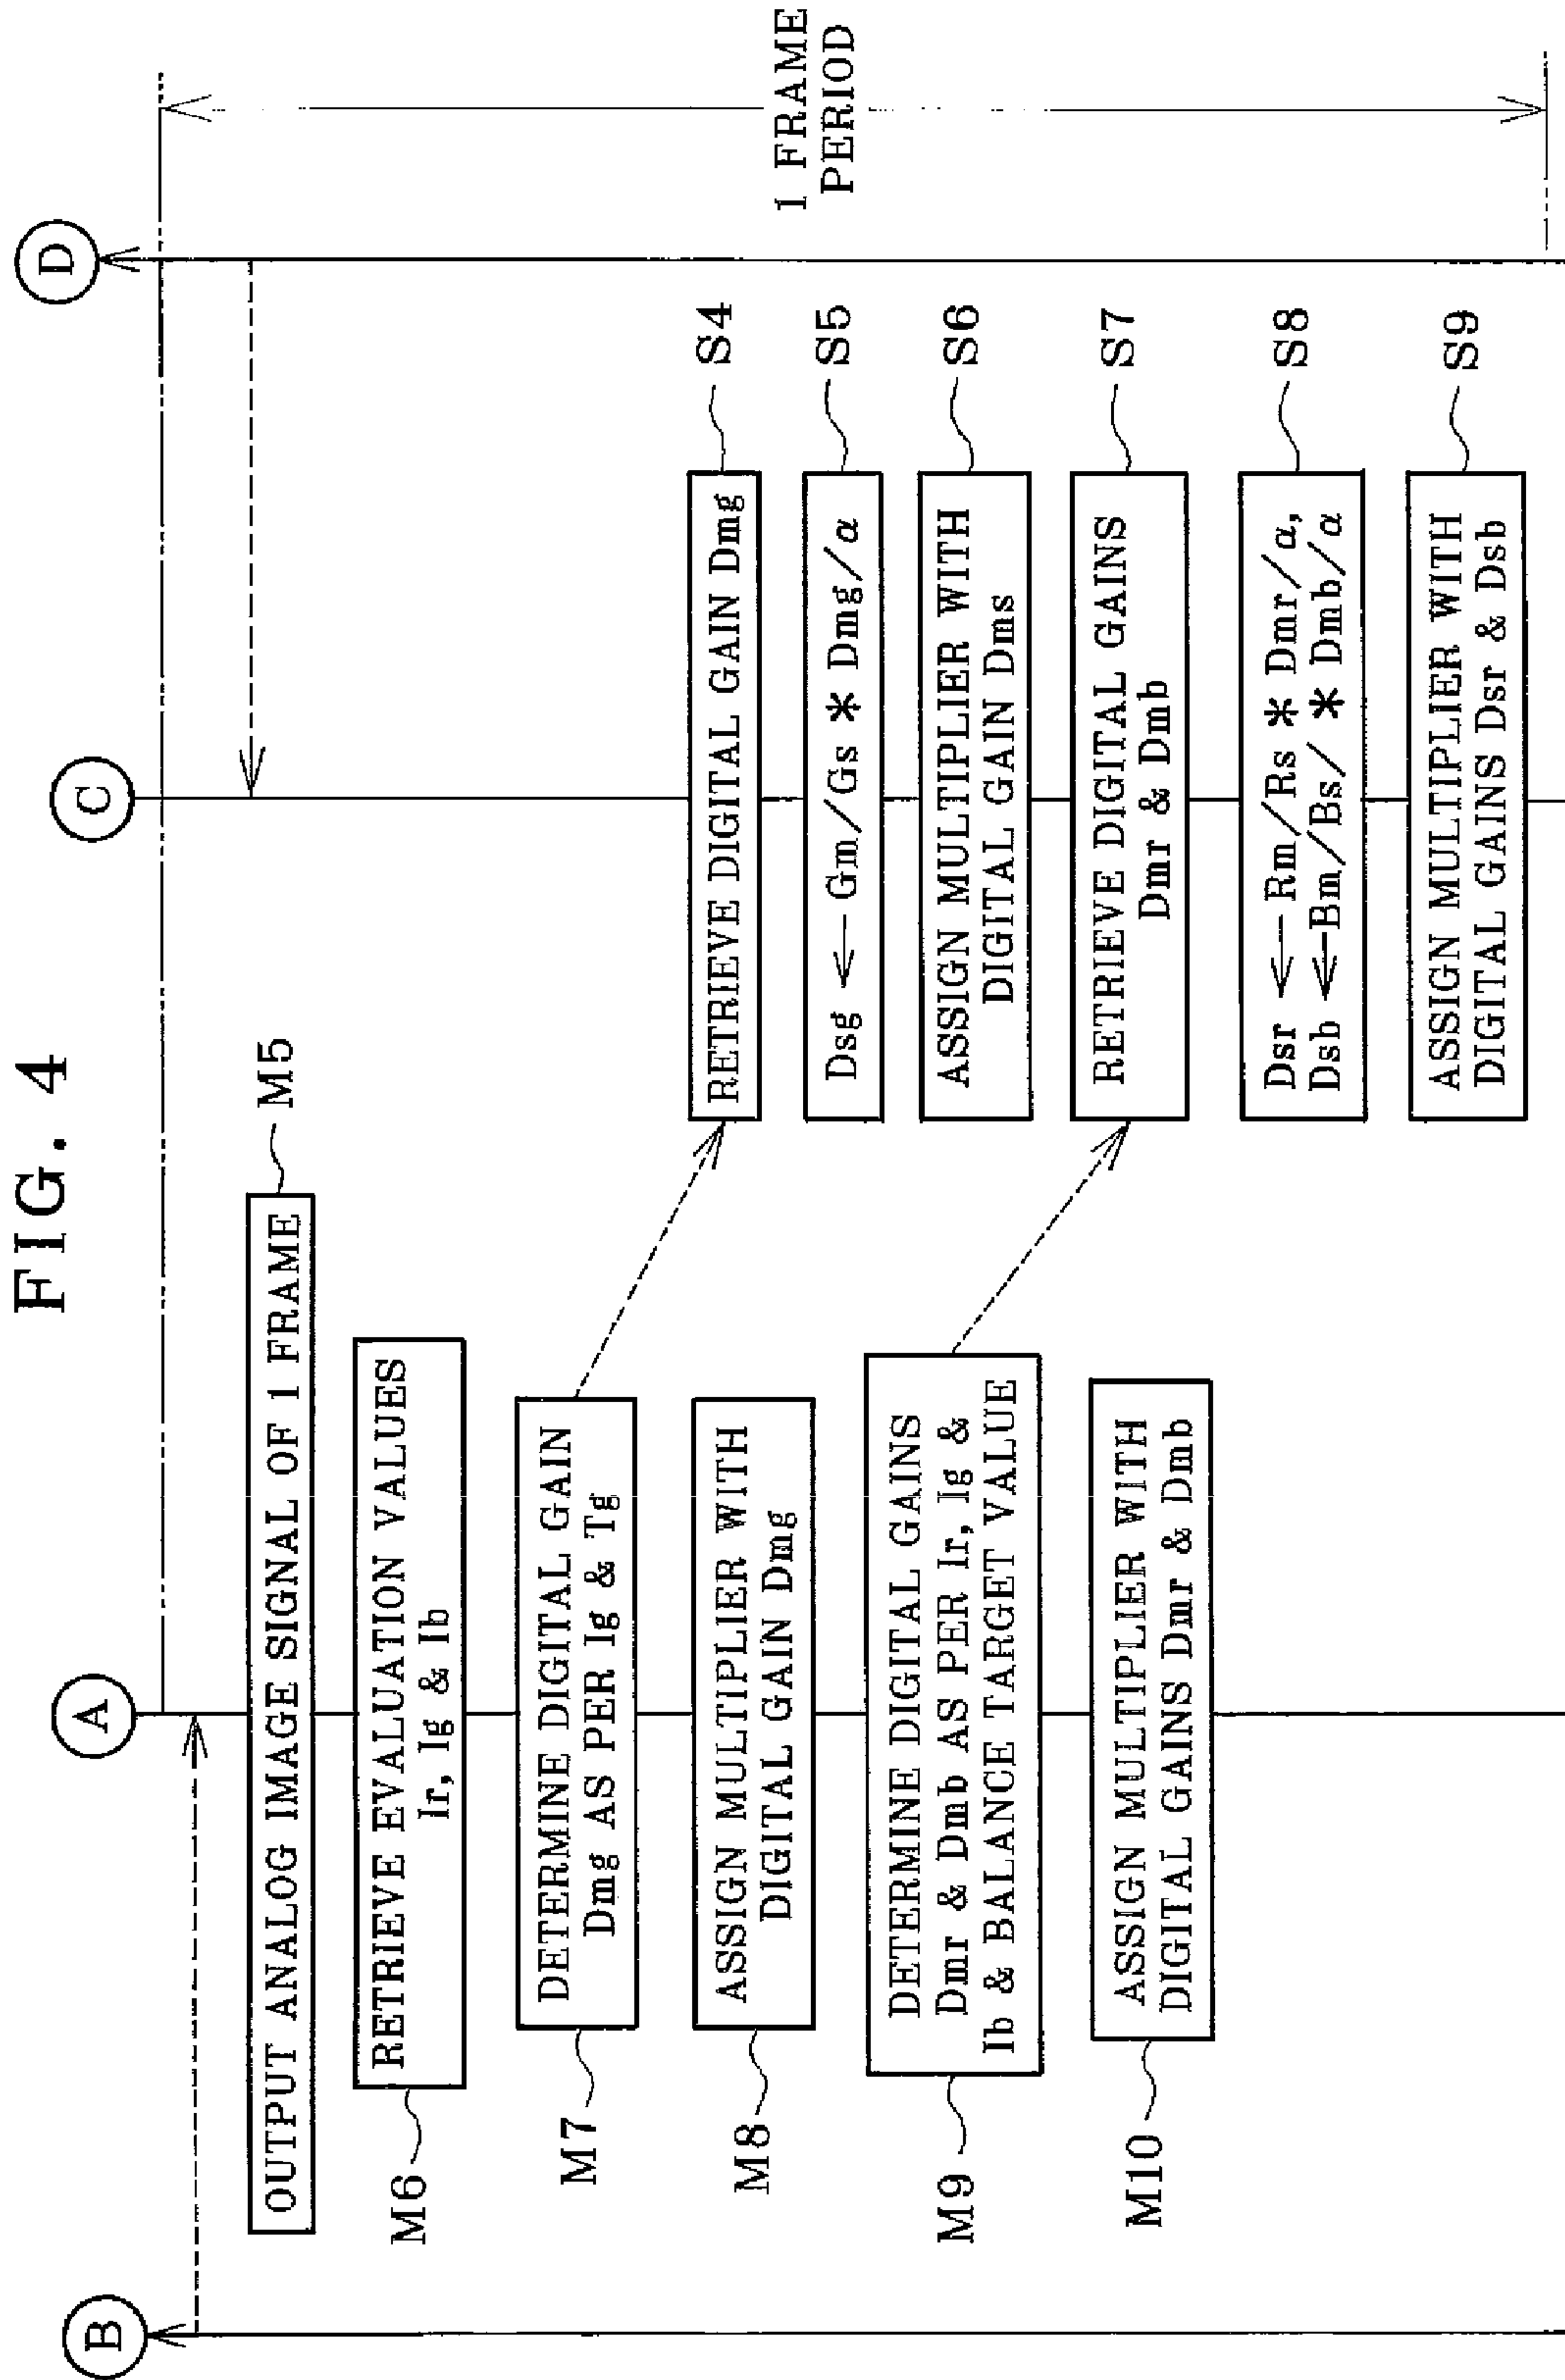 FIG. 4
B
A
C
D
OUTPUT ANALOG IMAGE SIGNAL OF 1 FRAME
M5
M6
RETRIEVE EVALUATION VALUES
Ir, Ig & Ib
M7
DETERMINE DIGITAL GAIN
Dmg AS PER Ig & Tg
M8
ASSIGN MULTIPLIER WITH
DIGITAL GAIN Dmg
M9
DETERMINE DIGITAL GAINS
Dmr & Dmb AS PER Ir, Ig &
Ib & BALANCE TARGET VALUE
M10
ASSIGN MULTIPLIER WITH
DIGITAL GAINS Dmr & Dmb
RETRIEVE DIGITAL GAIN Dmg
S4
Dsg ← Gm/Gs * Dmg/α
S5
ASSIGN MULTIPLIER WITH
DIGITAL GAIN Dms
S6
RETRIEVE DIGITAL GAINS
Dmr & Dmb
S7
Dsr ← Rm/Rs * Dmr/α,
Dsb ← Bm/Bs/ * Dmb/α
S8
ASSIGN MULTIPLIER WITH
DIGITAL GAINS Dsr & Dsb
S9
1 FRAME
PERIOD